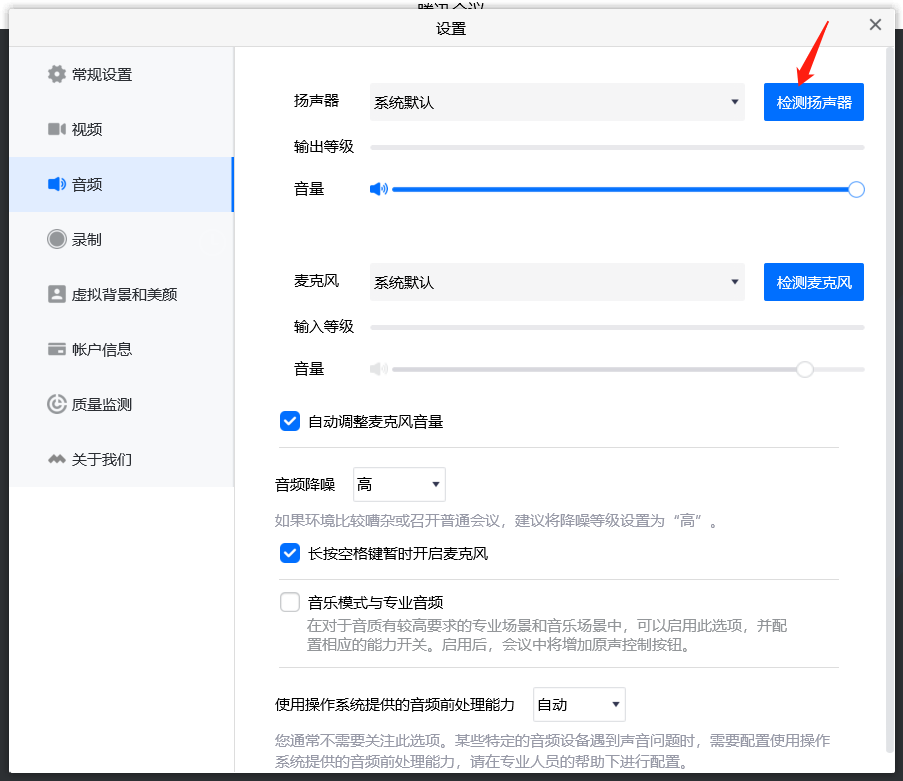 腾讯会议
设置
常规设置
视频
音频
录制
虚拟背景和美颜
帐户信息
质量监测
关于我们
扬声器 系统默认 检测扬声器
输出等级
音量
麦克风 系统默认 检测麦克风
输入等级
音量
自动调整麦克风音量
音频降噪 高
如果环境比较嘈杂或召开普通会议，建议将降噪等级设置为“高”。
长按空格键暂时开启麦克风
音乐模式与专业音频
在对于音质有较高要求的专业场景和音乐场景中，可以启用此选项，并配
置相应的能力开关。启用后，会议中将增加原声控制按钮。
使用操作系统提供的音频前处理能力 自动
您通常不需要关注此选项。某些特定的音频设备遇到声音问题时，需要配置使用操作
系统提供的音频前处理能力，请在专业人员的帮助下进行配置。